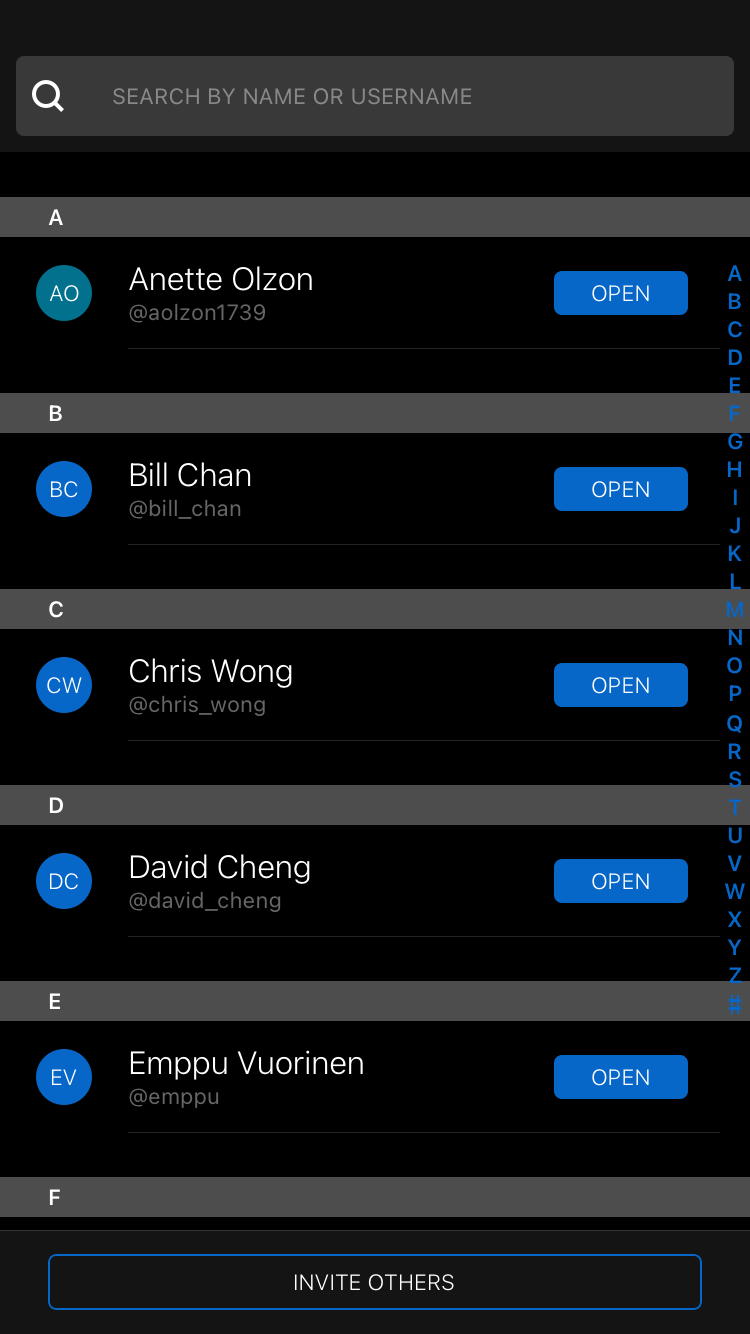 SEARCH BY NAME OR USERNAME
A
AO
Anette Olzon
@aolzon1739
OPEN
B
BC
Bill Chan
@bill_chan
OPEN
C
CW
Chris Wong
@chris_wong
OPEN
D
DC
David Cheng
@david_cheng
OPEN
E
EV
Emppu Vuorinen
@emppu
OPEN
F
A
B
C
D
E
F
G
H
I
J
K
L
M
N
O
P
Q
R
S
T
U
V
W
X
Y
Z
#
INVITE OTHERS